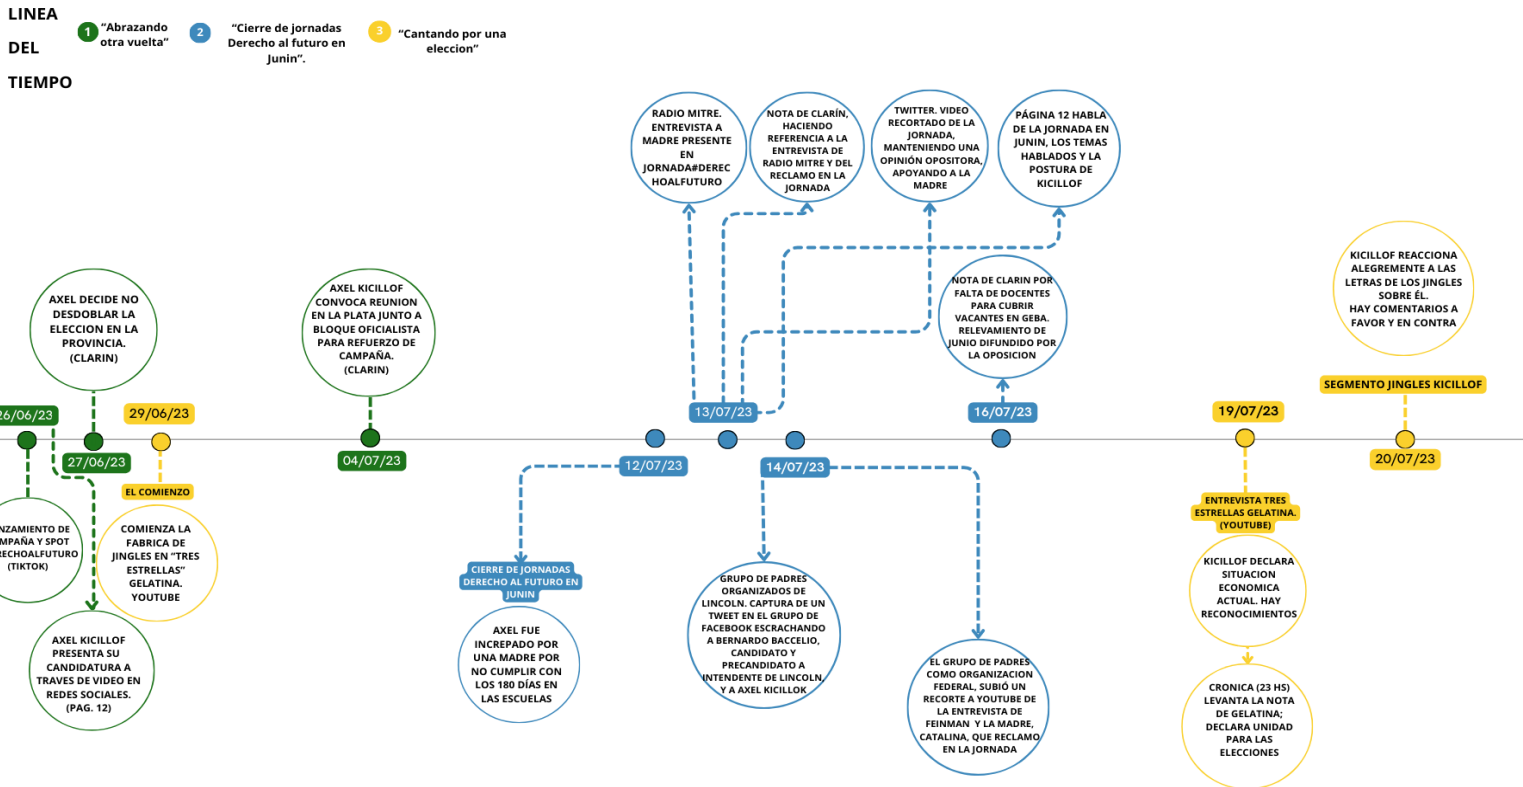 LINEA
DEL
TIEMPO
1
“Abrazando
otra vuelta”
2
“Cierre de jornadas
Derecho al futuro en
Junin”.
3
“Cantando por una
eleccion”
RADIO MITRE.
ENTREVISTA A
MADRE PRESENTE
EN
JORNADA#DEREC
HOALFUTURO
NOTA DE CLARÍN,
HACIENDO
REFERENCIA A LA
ENTREVISTA DE
RADIO MITRE Y DEL
RECLAMO EN LA
JORNADA
TWITTER. VIDEO
RECORTADO DE LA
JORNADA,
MANTENIENDO UNA
OPINIÓN OPOSITORA,
APOYANDO A LA
MADRE
PÁGINA 12 HABLA
DE LA JORNADA EN
JUNIN, LOS TEMAS
HABLADOS Y LA
POSTURA DE
KICILLOF
AXEL DECIDE NO
DESDOBLAR LA
ELECCION EN LA
PROVINCIA.
(CLARIN)
AXEL KICILLOF
CONVOCA REUNION
EN LA PLATA JUNTO A
BLOQUE OFICIALISTA
PARA REFUERZO DE
CAMPAÑA.
(CLARIN)
NOTA DE CLARIN POR
FALTA DE DOCENTES
PARA CUBRIR
VACANTES EN GEBA.
RELEVAMIENTO DE
JUNIO DIFUNDIDO POR
LA OPOSICION
KICILLOF REACCIONA
ALEGREMENTE A LAS
LETRAS DE LOS JINGLES
SOBRE ÉL.
HAY COMENTARIOS A
FAVOR Y EN CONTRA
SEGMENTO JINGLES KICILLOF
26/06/23
29/06/23
13/07/23
16/07/23
19/07/23
27/06/23
04/07/23
12/07/23
14/07/23
20/07/23
EL COMIENZO
NZAMIENTO DE
MPAÑA Y SPOT
RECHOALFUTURO
(TIKTOK)
COMIENZA LA
FABRICA DE
JINGLES EN “TRES
ESTRELLAS”
GELATINA.
YOUTUBE
AXEL KICILLOF
PRESENTA SU
CANDIDATURA A
TRAVES DE VIDEO EN
REDES SOCIALES.
(PAG. 12)
CIERRE DE JORNADAS
DERECHO AL FUTURO EN
JUNIN
AXEL FUE
INCREPADO POR
UNA MADRE POR
NO CUMPLIR CON
LOS 180 DÍAS EN
LAS ESCUELAS
GRUPO DE PADRES
ORGANIZADOS DE
LINCOLN. CAPTURA DE UN
TWEET EN EL GRUPO DE
FACEBOOK ESCRACHANDO
A BERNARDO BACCELIO,
CANDIDATO Y
PRECANDIDATO A
INTENDENTE DE LINCOLN,
Y A AXEL KICILLOK
EL GRUPO DE PADRES
COMO ORGANIZACION
FEDERAL, SUBIÓ UN
RECORTE A YOUTUBE DE
LA ENTREVISTA DE
FEINMAN Y LA MADRE,
CATALINA, QUE RECLAMO
EN LA JORNADA
ENTREVISTA TRES
ESTRELLAS GELATINA.
(YOUTUBE)
KICILLOF DECLARA
SITUACION
ECONOMICA
ACTUAL. HAY
RECONOCIMIENTOS
CRONICA (23 HS)
LEVANTA LA NOTA
DE GELATINA;
DECLARA UNIDAD
PARA LAS
ELECCIONES